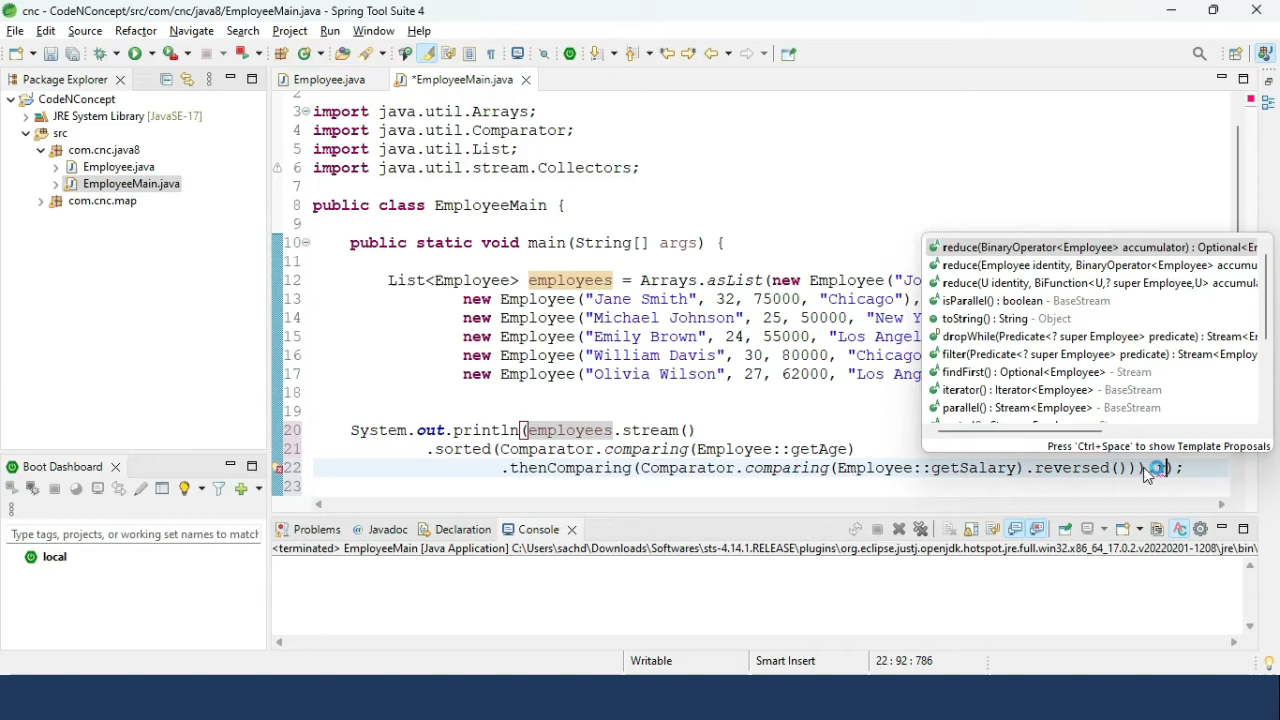 cnc - CodeNConcept/src/com/cnc/java8/EmployeeMain.java - Spring Tool Suite 4
File Edit Source Refactor Navigate Search Project Run Window Help
Package Explorer
CodeNConcept
JRE System Library [JavaSE-17]
src
com.cnc.java8
Employee.java
EmployeeMain.java
com.cnc.map
Boot Dashboard
Type tags, projects, or working set names to match
local
Employee.java *EmployeeMain.java
2
3 import java.util.Arrays;
4 import java.util.Comparator;
5 import java.util.List;
6 import java.util.stream.Collectors;
7
8 public class EmployeeMain {
9
10 public static void main(String[] args) {
11
12 List<Employee> employees = Arrays.asList(new Employee("Jo
13 new Employee("Jane Smith", 32, 75000, "Chicago"),
14 new Employee("Michael Johnson", 25, 50000, "New Y
15 new Employee("Emily Brown", 24, 55000, "Los Angel
16 new Employee("William Davis", 30, 80000, "Chicago
17 new Employee("Olivia Wilson", 27, 62000, "Los Ang
18
19
20 System.out.println(employees.stream()
21 .sorted(Comparator.comparing(Employee::getAge)
22 .thenComparing(Comparator.comparing(Employee::getSalary).reversed()))
23
reduce(BinaryOperator<Employee> accumulator) : Optional<Er
reduce(Employee identity, BinaryOperator<Employee> accumu
reduce(U identity, BiFunction<U,? super Employee,U> accumul
isParallel() : boolean - BaseStream
toString() : String - Object
dropWhile(Predicate<? super Employee> predicate) : Stream<Er
filter(Predicate<? super Employee> predicate) : Stream<Employ
findFirst() : Optional<Employee> - Stream
iterator() : Iterator<Employee> - BaseStream
parallel() : Stream<Employee> - BaseStream
Press 'Ctrl+Space' to show Template Proposals
Problems Javadoc Declaration Console
<terminated> EmployeeMain [Java Application] C:\Users\sachd\Downloads\Softwares\sts-4.14.1.RELEASE\plugins\org.eclipse.justj.openjdk.hotspot.jre.full.win32.x86_64_17.0.2.v20220201-1208\jre\bin\
Writable Smart Insert 22 : 92 : 786